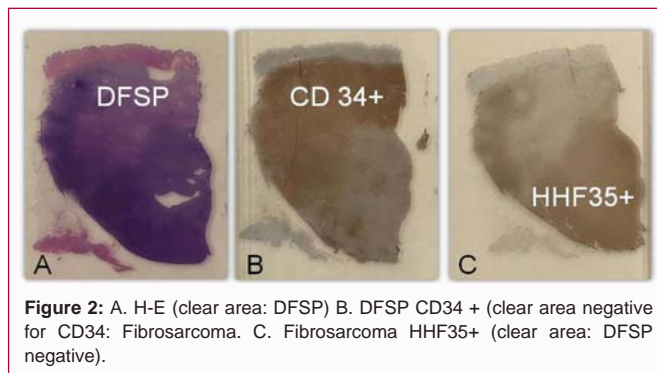 DFSP
CD 34+
HHF35+
A
B
C
Figure 2: A. H-E (clear area: DFSP) B. DFSP CD34 + (clear area negative
for CD34: Fibrosarcoma. C. Fibrosarcoma HHF35+ (clear area: DFSP
negative).